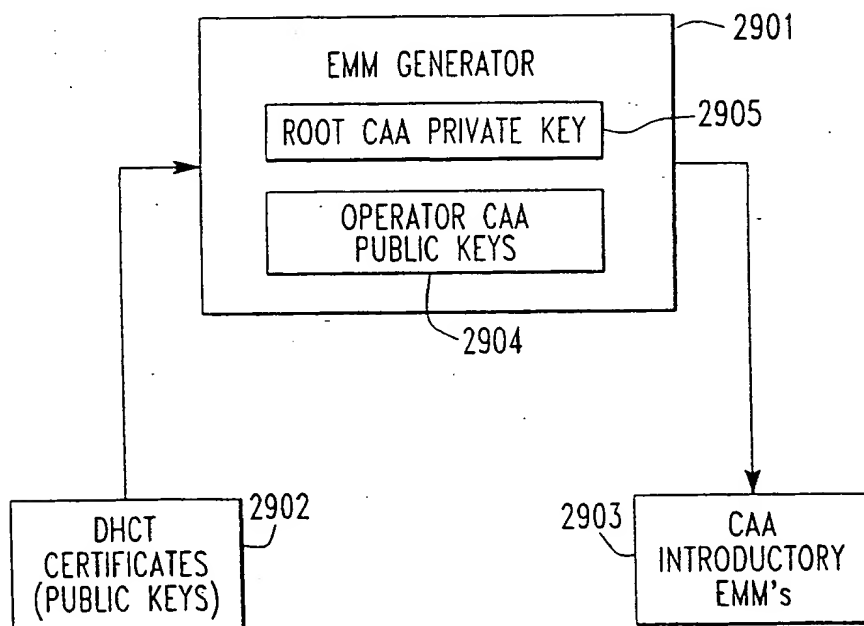 2901
EMM GENERATOR
ROOT CAA PRIVATE KEY
2905
OPERATOR CAA
PUBLIC KEYS
2904
DHCT
CERTIFICATES
(PUBLIC KEYS)
2902
2903
CAA
INTRODUCTORY
EMM's